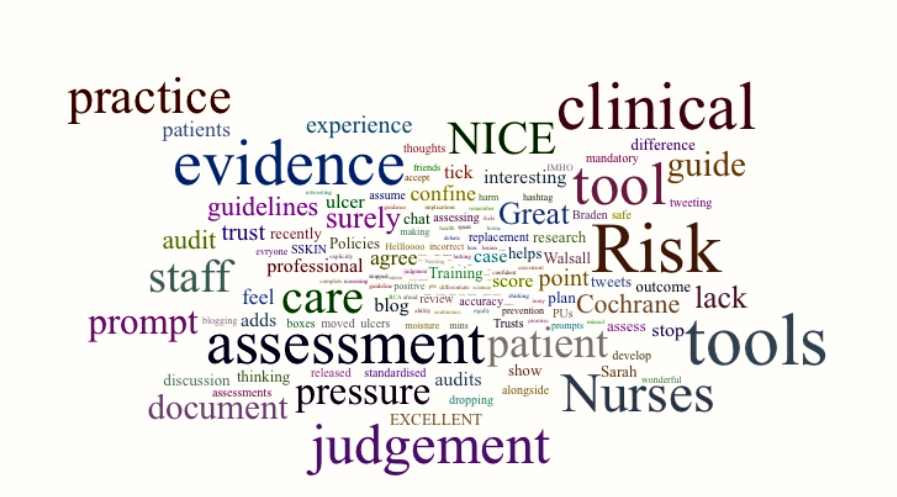 practice
clinical
patients
experience
NICE
thoughts
difference
evidence
friends
tick
IMHO
mandatory
guide
accept
interesting
tool
guidelines
ulcer
assume
confine
harm
hashtag
tweeting
surely
chat
assessing
Great
Braden
safe
audit
trust
recently
making
replacement
research
Risk
everyone
SSKIN
Policies
Hellloooo
incorrect
case
helps
Walsall
staff
professional
agree
Training
score
point
tweets
outcome
feel
care
blog
positive
review
accuracy
plan
Cochrane
lack
prompt
blogging
adds
boxes
moved
ulcers
moisture
mins
Trusts
prevention
PUs
prompts
assess
stop
tools
assessment
patient
develop
discussion
thinking
released
standardised
audits
show
Sarah
wonderful
assessments
pressure
alongside
Nurses
document
dropping
EXCELLENT
judgement